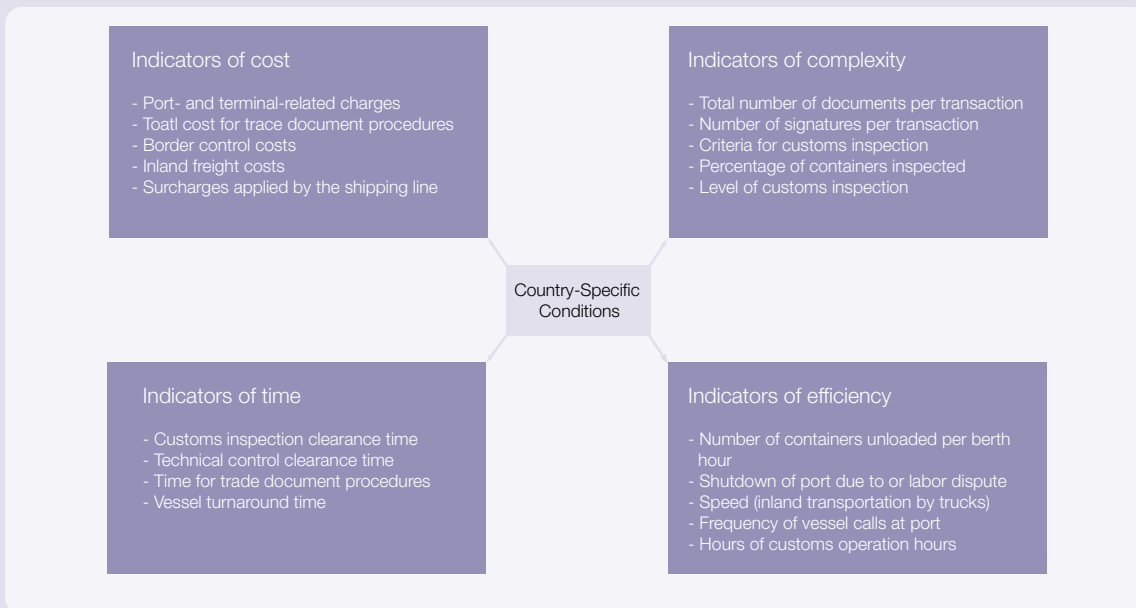 Indicators of cost
- Port- and terminal-related charges
- Toatl cost for trace document procedures
- Border control costs
- Inland freight costs
- Surcharges applied by the shipping line
Indicators of complexity
- Total number of documents per transaction
- Number of signatures per transaction
- Criteria for customs inspection
- Percentage of containers inspected
- Level of customs inspection
Country-Specific
Conditions
Indicators of time
- Customs inspection clearance time
- Technical control clearance time
- Time for trade document procedures
- Vessel turnaround time
Indicators of efficiency
- Number of containers unloaded per berth
hour
- Shutdown of port due to or labor dispute
- Speed (inland transportation by trucks)
- Frequency of vessel calls at port
- Hours of customs operation hours